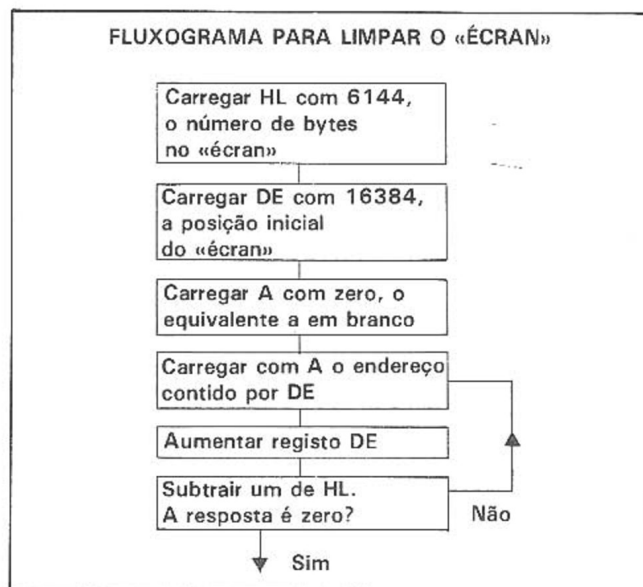 FLUXOGRAMA PARA LIMPAR O «ÉCRAN»
Carregar HL com 6144,
o número de bytes
no «écran»
Carregar DE com 16384,
a posição inicial
do «écran»
Carregar A com zero, o
equivalente a em branco
Carregar com A o endereço
contido por DE
Aumentar registo DE
Subtrair um de HL.
A resposta é zero?
Não
Sim